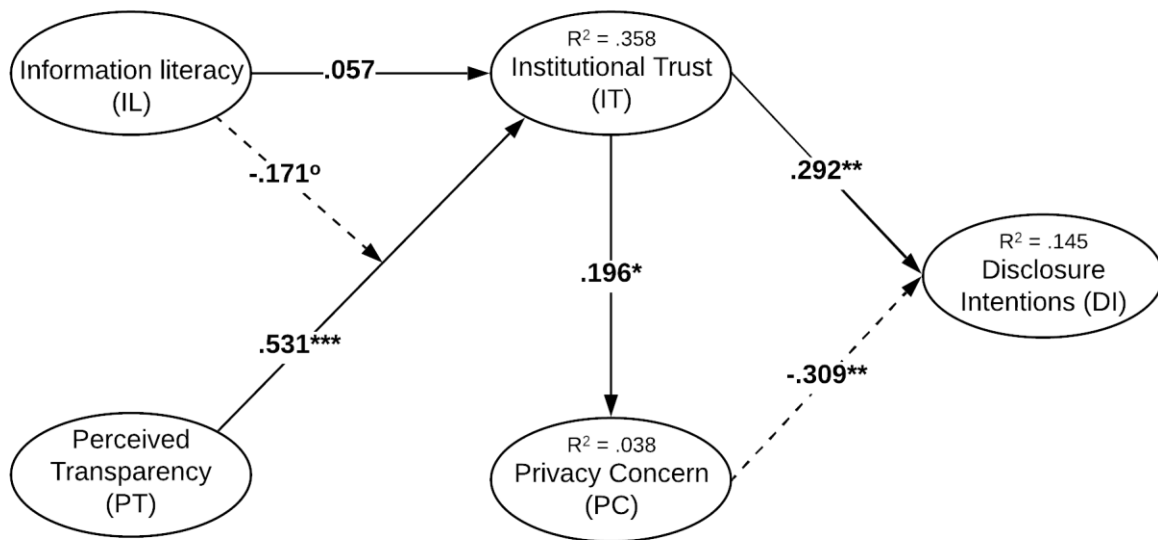 Information literacy
(IL)
.057
R² = .358
Institutional Trust
(IT)
-.171º
.292**
.196*
R² = .145
Disclosure
Intentions (DI)
.531***
-.309**
Perceived
Transparency
(PT)
R² = .038
Privacy Concern
(PC)